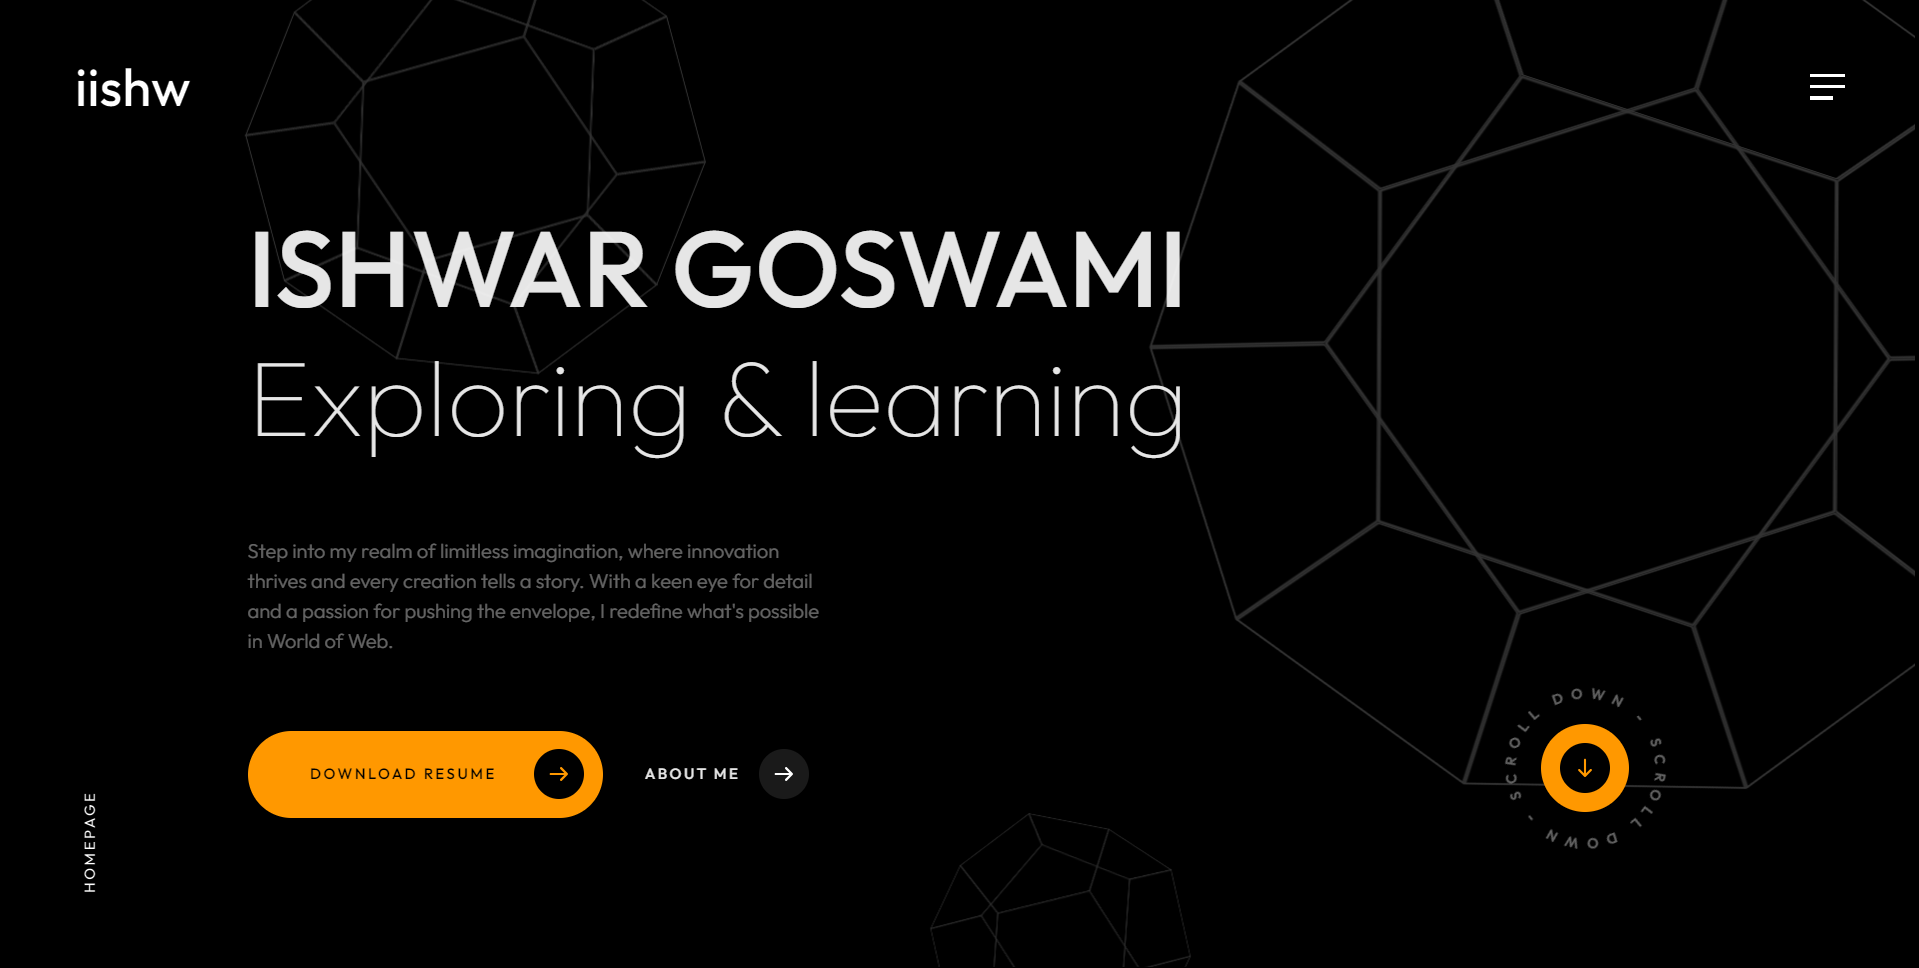 iishw
ISHWAR GOSWAMI
Exploring & learning
Step into my realm of limitless imagination, where innovation
thrives and every creation tells a story. With a keen eye for detail
and a passion for pushing the envelope, I redefine what's possible
in World of Web.
DOWNLOAD RESUME
ABOUT ME
SCROLL DOWN - SCROLL DOWN -
HOMEPAGE